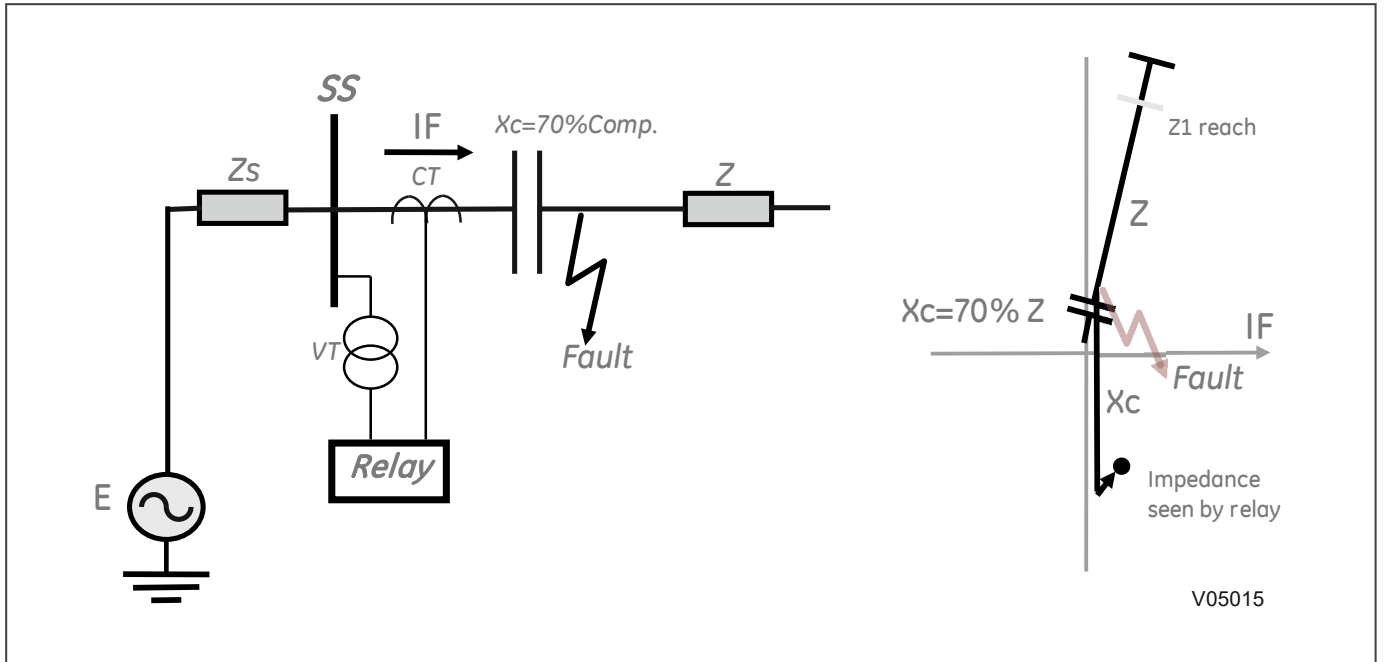 SS
IF
Xc=70%Comp.
Zs
CT
Z
VT
Fault
Relay
E
Z1 reach
Z
Xc=70% Z
IF
Fault
Xc
Impedance
seen by relay
V05015